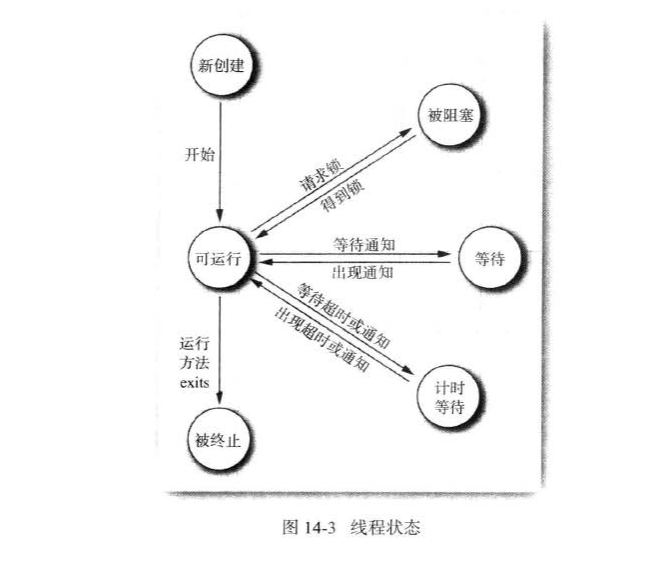 新创建
被阻塞
开始
请求锁
得到锁
可运行
等待通知
出现通知
等待
等待超时或通知
出现超时或通知
运行
方法
exits
计时
等待
被终止
图 14-3 线程状态